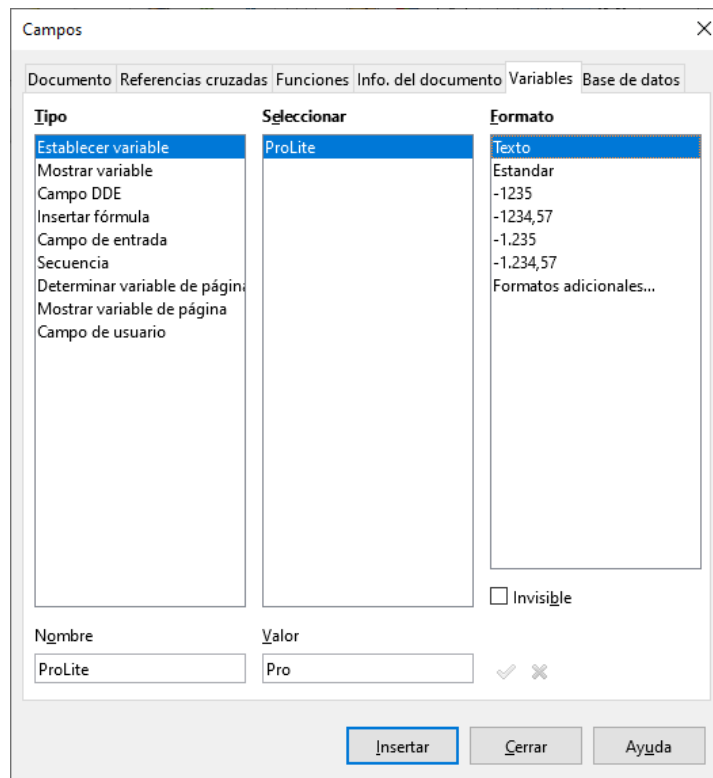 Campos
Documento Referencias cruzadas Funciones Info. del documento Variables Base de datos
Tipo
Establecer variable
Mostrar variable
Campo DDE
Insertar fórmula
Campo de entrada
Secuencia
Determinar variable de página
Mostrar variable de página
Campo de usuario
Seleccionar
ProLite
Formato
Texto
Estandar
-1235
-1234,57
-1.235
-1.234,57
Formatos adicionales...
Invisible
Nombre
ProLite
Valor
Pro
Insertar Cerrar Ayuda